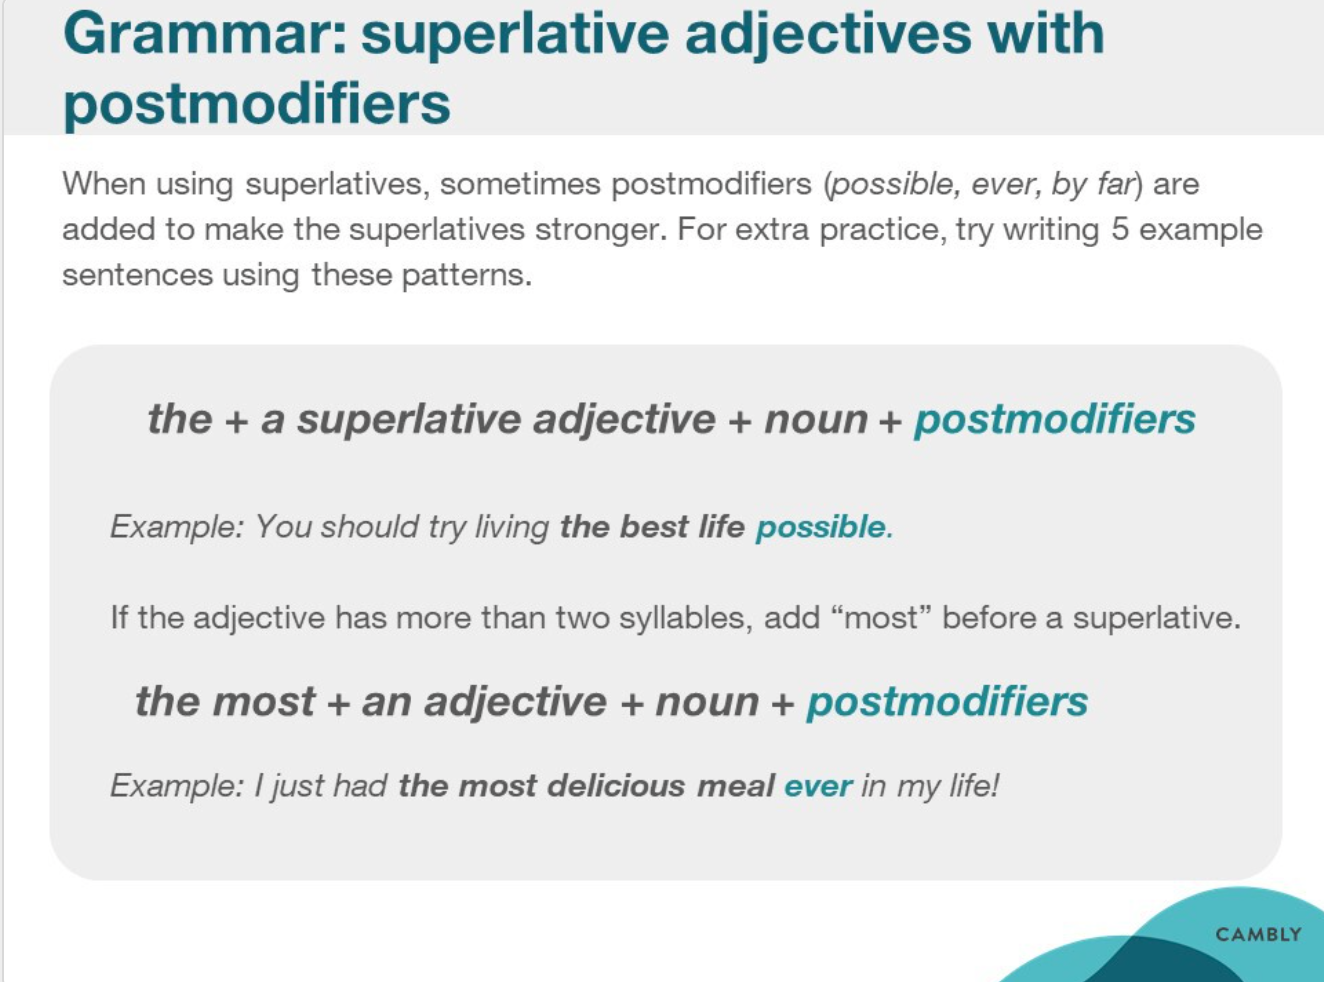 Grammar: superlative adjectives with
postmodifiers
When using superlatives, sometimes postmodifiers (possible, ever, by far) are
added to make the superlatives stronger. For extra practice, try writing 5 example
sentences using these patterns.
the + a superlative adjective + noun + postmodifiers
Example: You should try living the best life possible.
If the adjective has more than two syllables, add “most” before a superlative.
the most + an adjective + noun + postmodifiers
Example: I just had the most delicious meal ever in my life!
CAMBLY